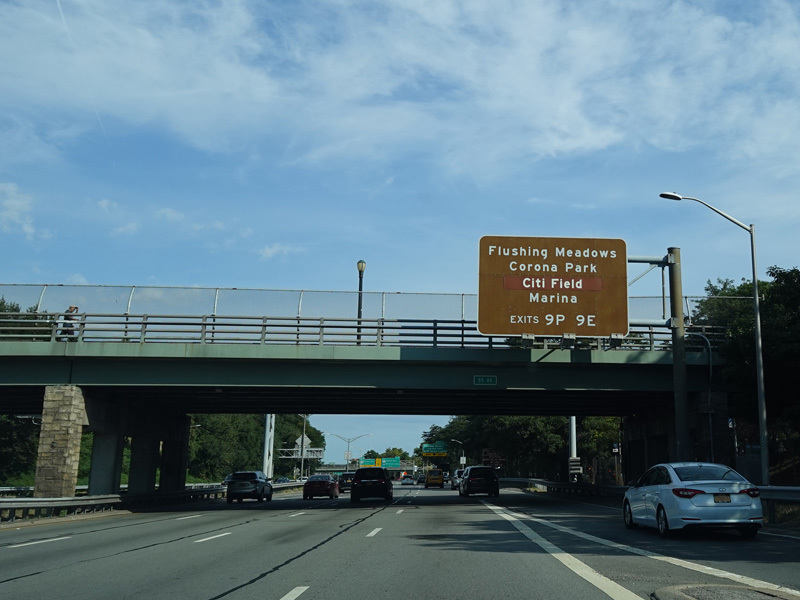 Flushing Meadows
Corona Park
Citi Field
Marina
EXITS 9P 9E